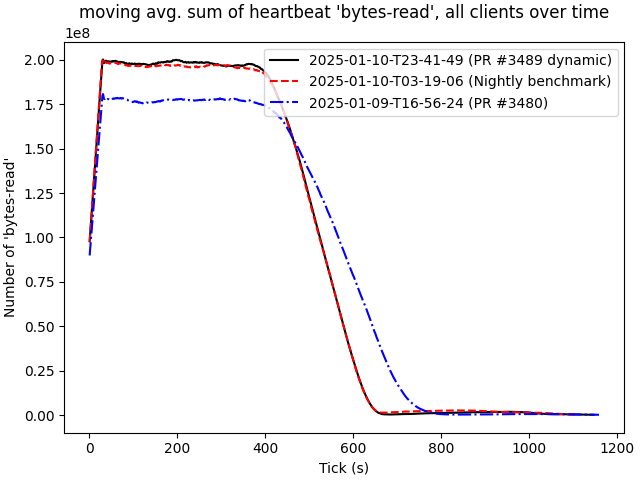 moving avg. sum of heartbeat 'bytes-read', all clients over time
1e8
2025-01-10-T23-41-49 (PR #3489 dynamic)
2025-01-10-T03-19-06 (Nightly benchmark)
2025-01-09-T16-56-24 (PR #3480)
2.00
1.75
1.50
1.25
1.00
0.75
0.50
0.25
0.00
Number of 'bytes-read'
0 200 400 600 800 1000 1200
Tick (s)